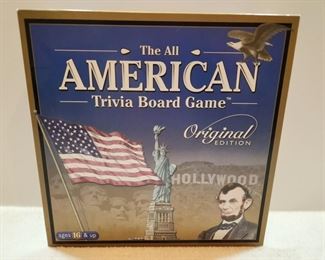 The All
AMERICAN
Trivia Board Game™
Original
EDITION
HOLLYWOOD
ages 16 & up